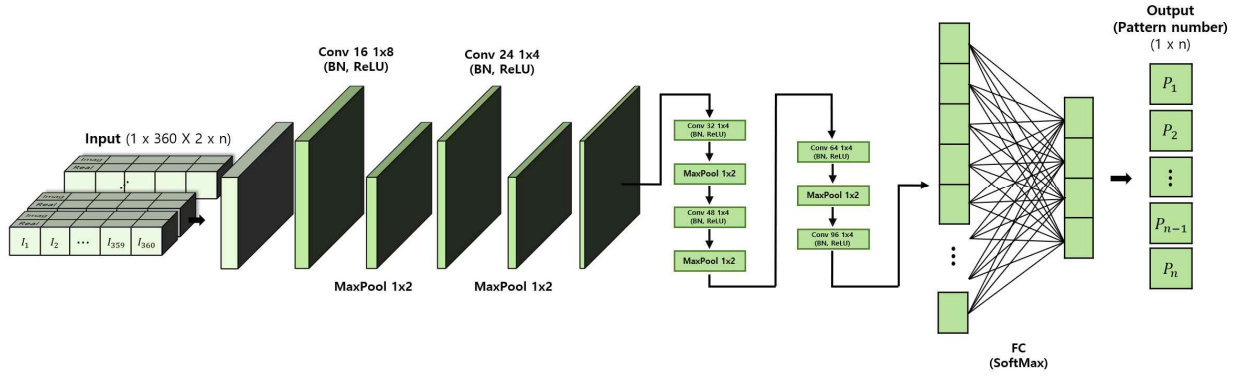 Input (1 x 360 X 2 x n)
Imag
Real
Imag
Real
Imag
Real
I1 I2 ⋯ I359 I360
Conv 16 1x8
(BN, ReLU)
MaxPool 1x2
Conv 24 1x4
(BN, ReLU)
MaxPool 1x2
Conv 32 1x4
(BN, ReLU)
MaxPool 1x2
Conv 48 1x4
(BN, ReLU)
MaxPool 1x2
Conv 64 1x4
(BN, ReLU)
MaxPool 1x2
Conv 96 1x4
(BN, ReLU)
FC
(SoftMax)
Output
(Pattern number)
(1 x n)
P1
P2
⋮
Pn−1
Pn